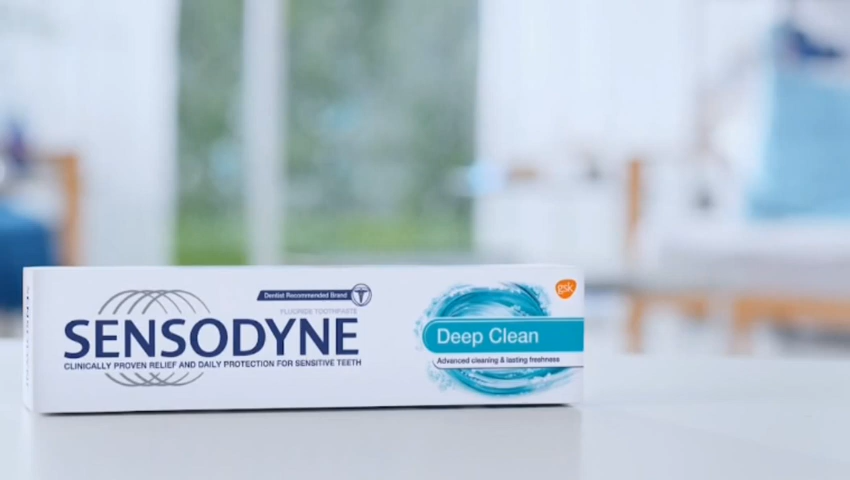 Dentist Recommended Brand
FLUORIDE TOOTHPASTE
SENSODYNE
CLINICALLY PROVEN RELIEF AND DAILY PROTECTION FOR SENSITIVE TEETH
gsk
Deep Clean
Advanced cleaning & lasting freshness